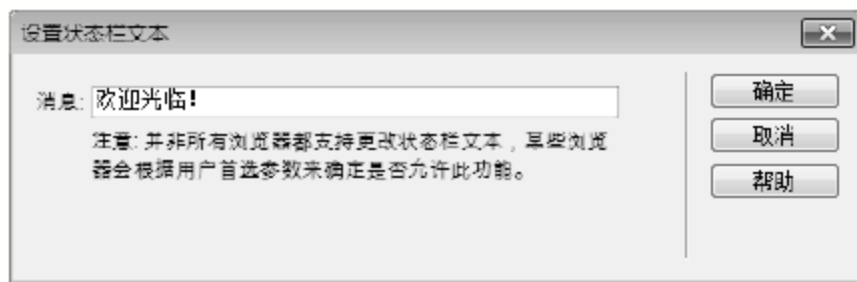 设置状态栏文本
消息: 欢迎光临!
注意: 并非所有浏览器都支持更改状态栏文本，某些浏览
器会根据用户首选参数来确定是否允许此功能。
确定
取消
帮助